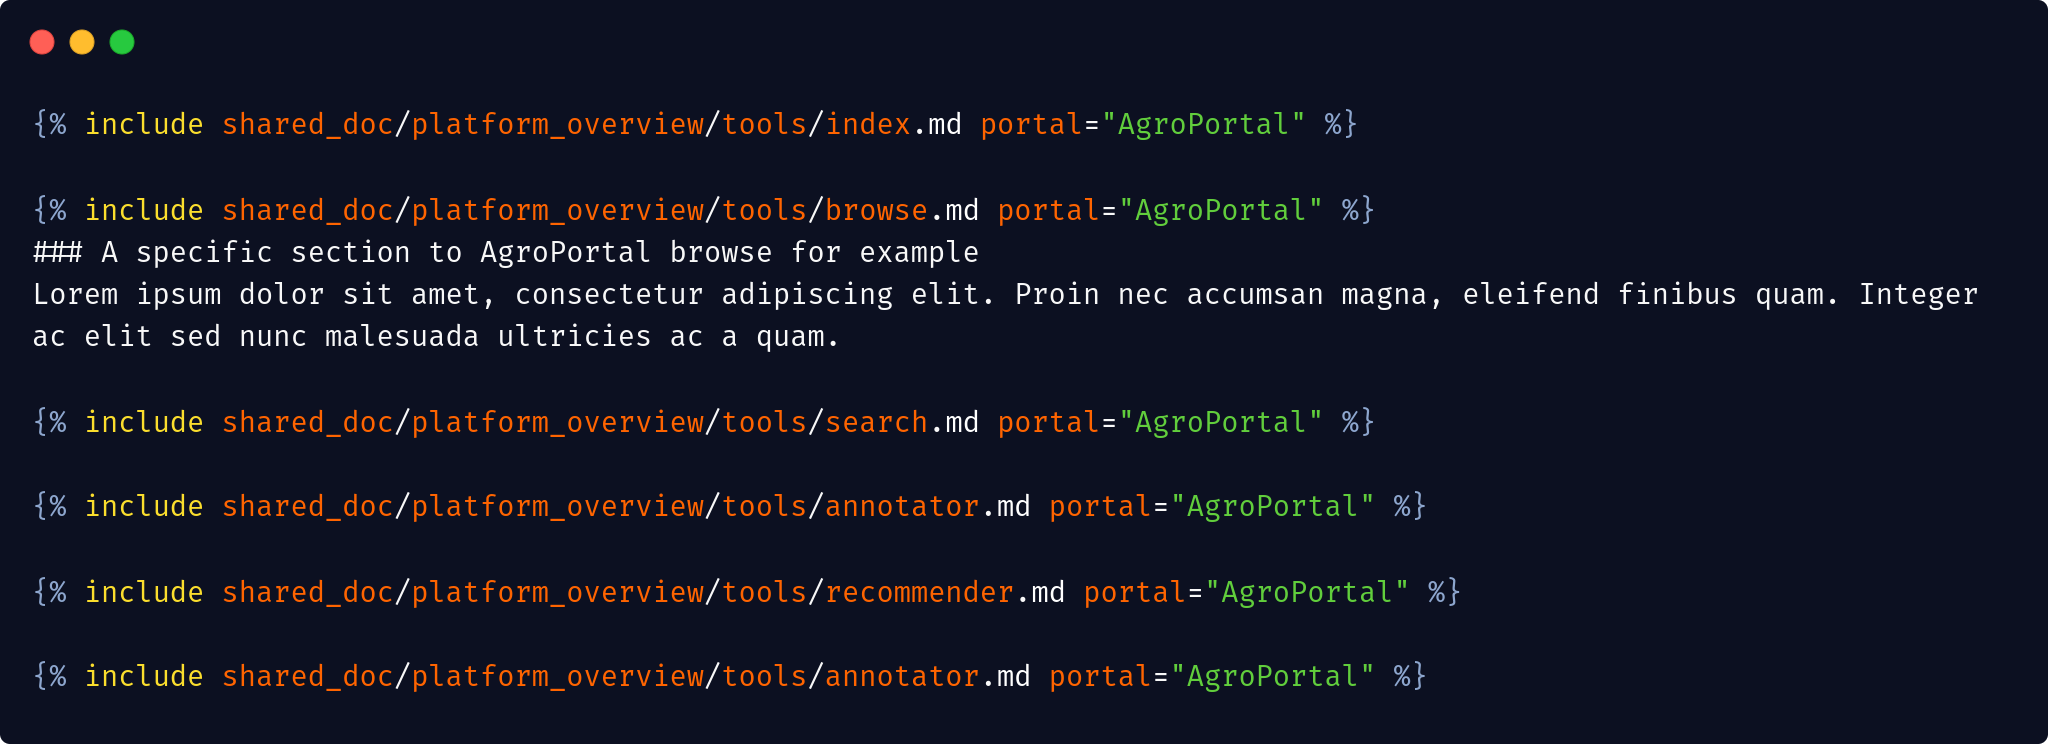 {% include shared_doc/platform_overview/tools/index.md portal="AgroPortal" %}
{% include shared_doc/platform_overview/tools/browse.md portal="AgroPortal" %}
### A specific section to AgroPortal browse for example
Lorem ipsum dolor sit amet, consectetur adipiscing elit. Proin nec accumsan magna, eleifend finibus quam. Integer
ac elit sed nunc malesuada ultricies ac a quam.
{% include shared_doc/platform_overview/tools/search.md portal="AgroPortal" %}
{% include shared_doc/platform_overview/tools/annotator.md portal="AgroPortal" %}
{% include shared_doc/platform_overview/tools/recommender.md portal="AgroPortal" %}
{% include shared_doc/platform_overview/tools/annotator.md portal="AgroPortal" %}